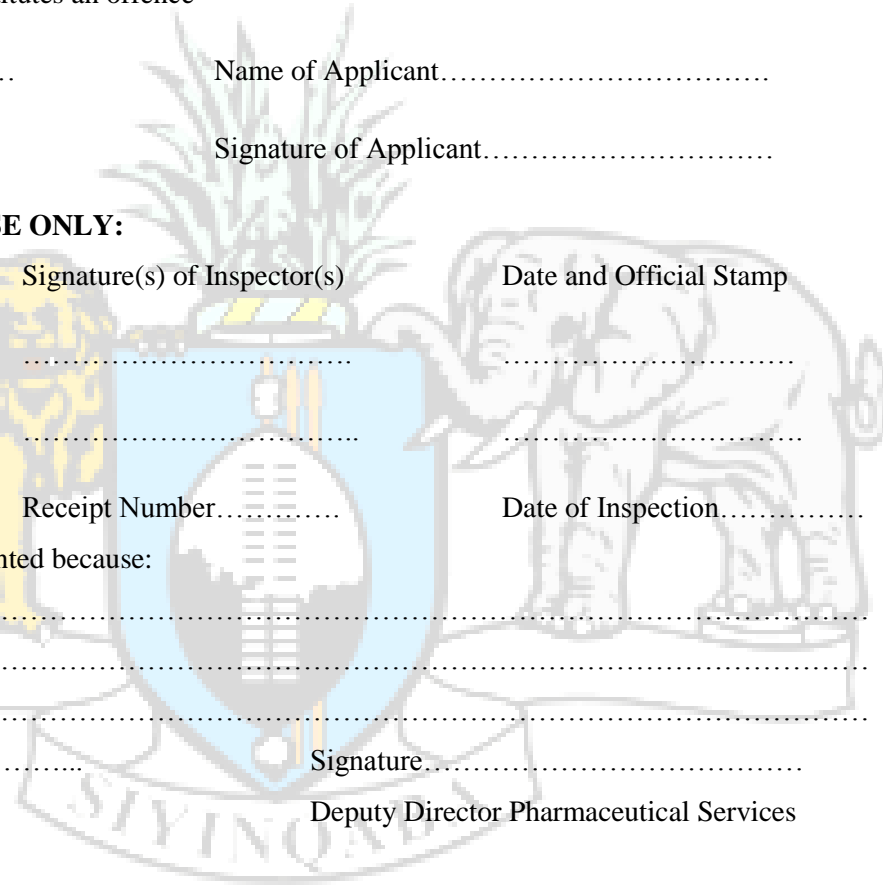 titutes an offence
… Name of Applicant…………………………….
Signature of Applicant…………………………
SE ONLY:
Signature(s) of Inspector(s) Date and Official Stamp
……………………………. …………………………
…………………………….. ………………………….
Receipt Number…………. Date of Inspection……………
nted because:
………………………………………………………………………………
………………………………………………………………………………
………………………………………………………………………………
……... Signature…………………………………
Deputy Director Pharmaceutical Services
SIYINQABA